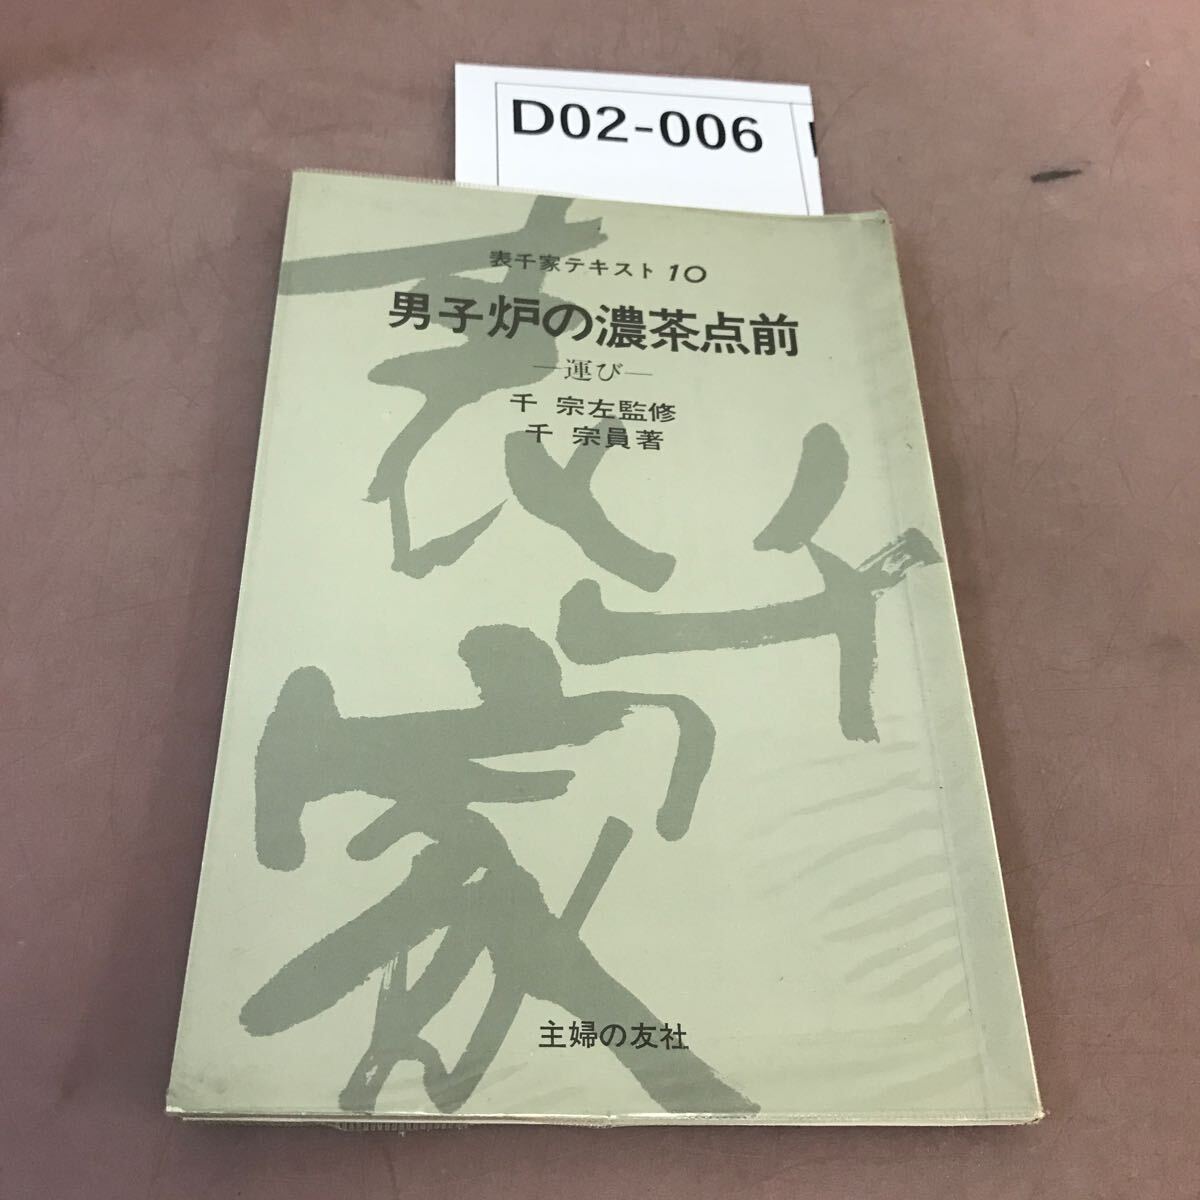 D02-006
表千家テキスト 10
男子炉の濃茶点前
—運び—
千 宗左監修
千 宗員著
表千家
主婦の友社